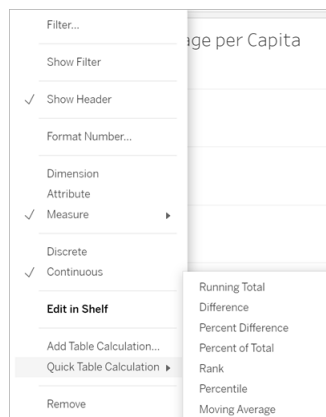 Filter...
age per Capita
Show Filter
Show Header
Format Number...
Dimension
Attribute
Measure
Discrete
Continuous
Edit in Shelf
Add Table Calculation...
Quick Table Calculation
Remove
Running Total
Difference
Percent Difference
Percent of Total
Rank
Percentile
Moving Average